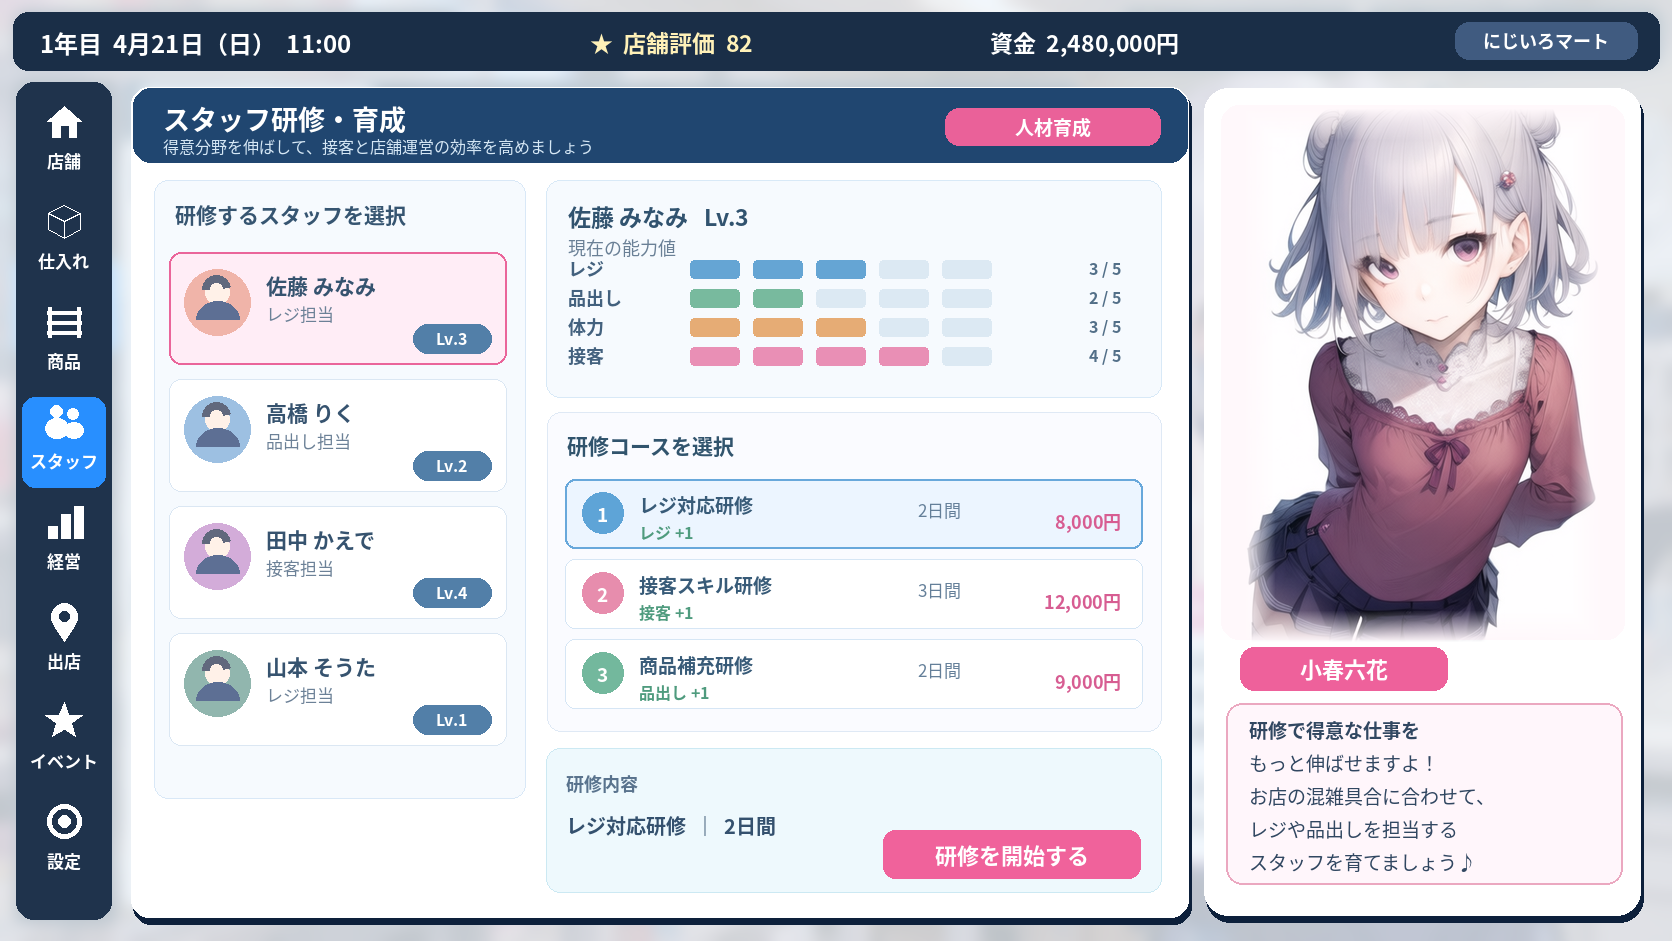 1年目 4月21日（日） 11:00
★ 店舗評価 82
資金 2,480,000円
にじいろマート
店舗
仕入れ
商品
スタッフ
経営
出店
イベント
設定
スタッフ研修・育成
得意分野を伸ばして、接客と店舗運営の効率を高めましょう
人材育成
研修するスタッフを選択
佐藤 みなみ
レジ担当
Lv.3
高橋 りく
品出し担当
Lv.2
田中 かえで
接客担当
Lv.4
山本 そうた
レジ担当
Lv.1
佐藤 みなみ Lv.3
現在の能力値
レジ 3 / 5
品出し 2 / 5
体力 3 / 5
接客 4 / 5
研修コースを選択
1 レジ対応研修 2日間 8,000円
レジ +1
2 接客スキル研修 3日間 12,000円
接客 +1
3 商品補充研修 2日間 9,000円
品出し +1
研修内容
レジ対応研修 ｜ 2日間
研修を開始する
小春六花
研修で得意な仕事を
もっと伸ばせますよ！
お店の混雑具合に合わせて、
レジや品出しを担当する
スタッフを育てましょう♪